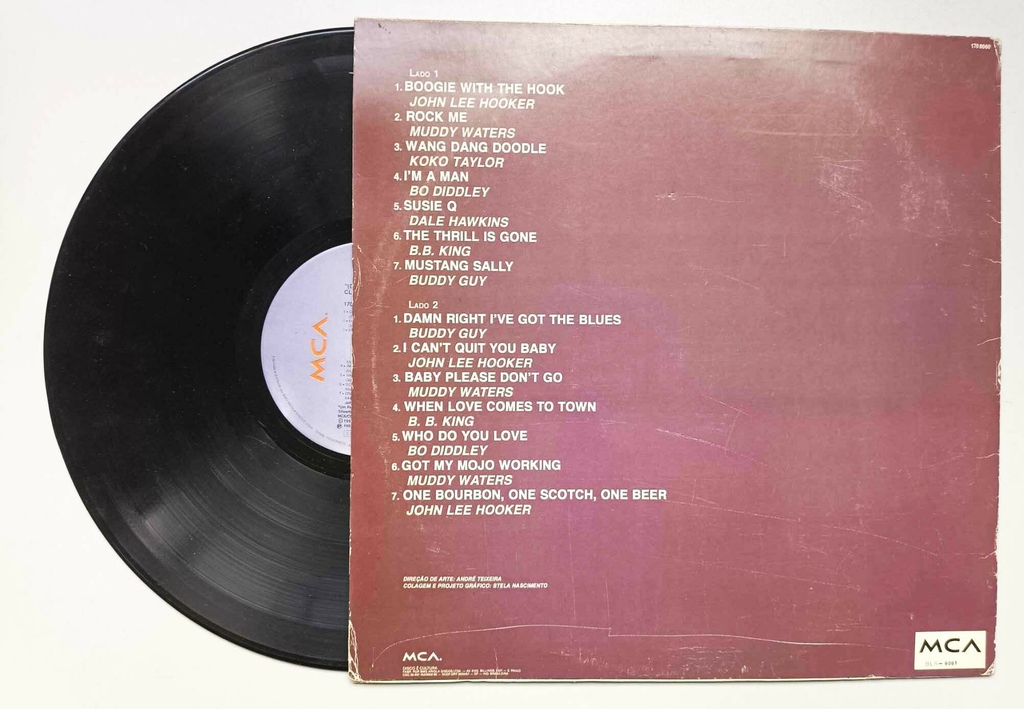 1788060
LADO 1
1. BOOGIE WITH THE HOOK
JOHN LEE HOOKER
2. ROCK ME
MUDDY WATERS
3. WANG DANG DOODLE
KOKO TAYLOR
4. I'M A MAN
BO DIDDLEY
5. SUSIE Q
DALE HAWKINS
6. THE THRILL IS GONE
B.B. KING
7. MUSTANG SALLY
BUDDY GUY
LADO 2
1. DAMN RIGHT I'VE GOT THE BLUES
BUDDY GUY
2. I CAN'T QUIT YOU BABY
JOHN LEE HOOKER
3. BABY PLEASE DON'T GO
MUDDY WATERS
4. WHEN LOVE COMES TO TOWN
B. B. KING
5. WHO DO YOU LOVE
BO DIDDLEY
6. GOT MY MOJO WORKING
MUDDY WATERS
7. ONE BOURBON, ONE SCOTCH, ONE BEER
JOHN LEE HOOKER
DIREÇÃO DE ARTE: ANDRÉ TEIXEIRA
COLAGEM E PROJETO GRÁFICO: STELA NASCIMENTO
MCA.
DISCO É CULTURA
MCA
MCA.